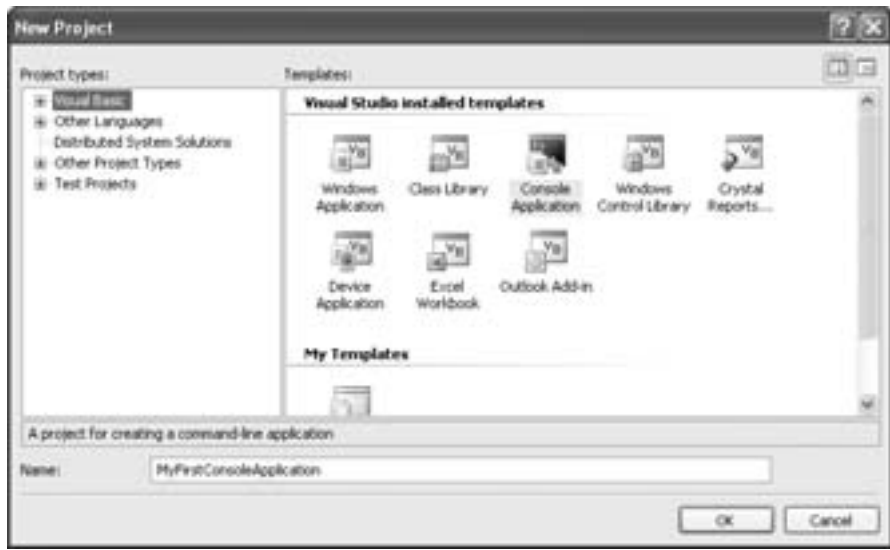 New Project
Project types:
Templates:
Visual Basic
Other Languages
Distributed System Solutions
Other Project Types
Test Projects
Visual Studio installed templates
Windows Application
Class Library
Console Application
Windows Control Library
Crystal Reports....
Device Application
Excel Workbook
Outlook Add-in
My Templates
A project for creating a command-line application
Name:
MyFirstConsoleApplication
OK
Cancel